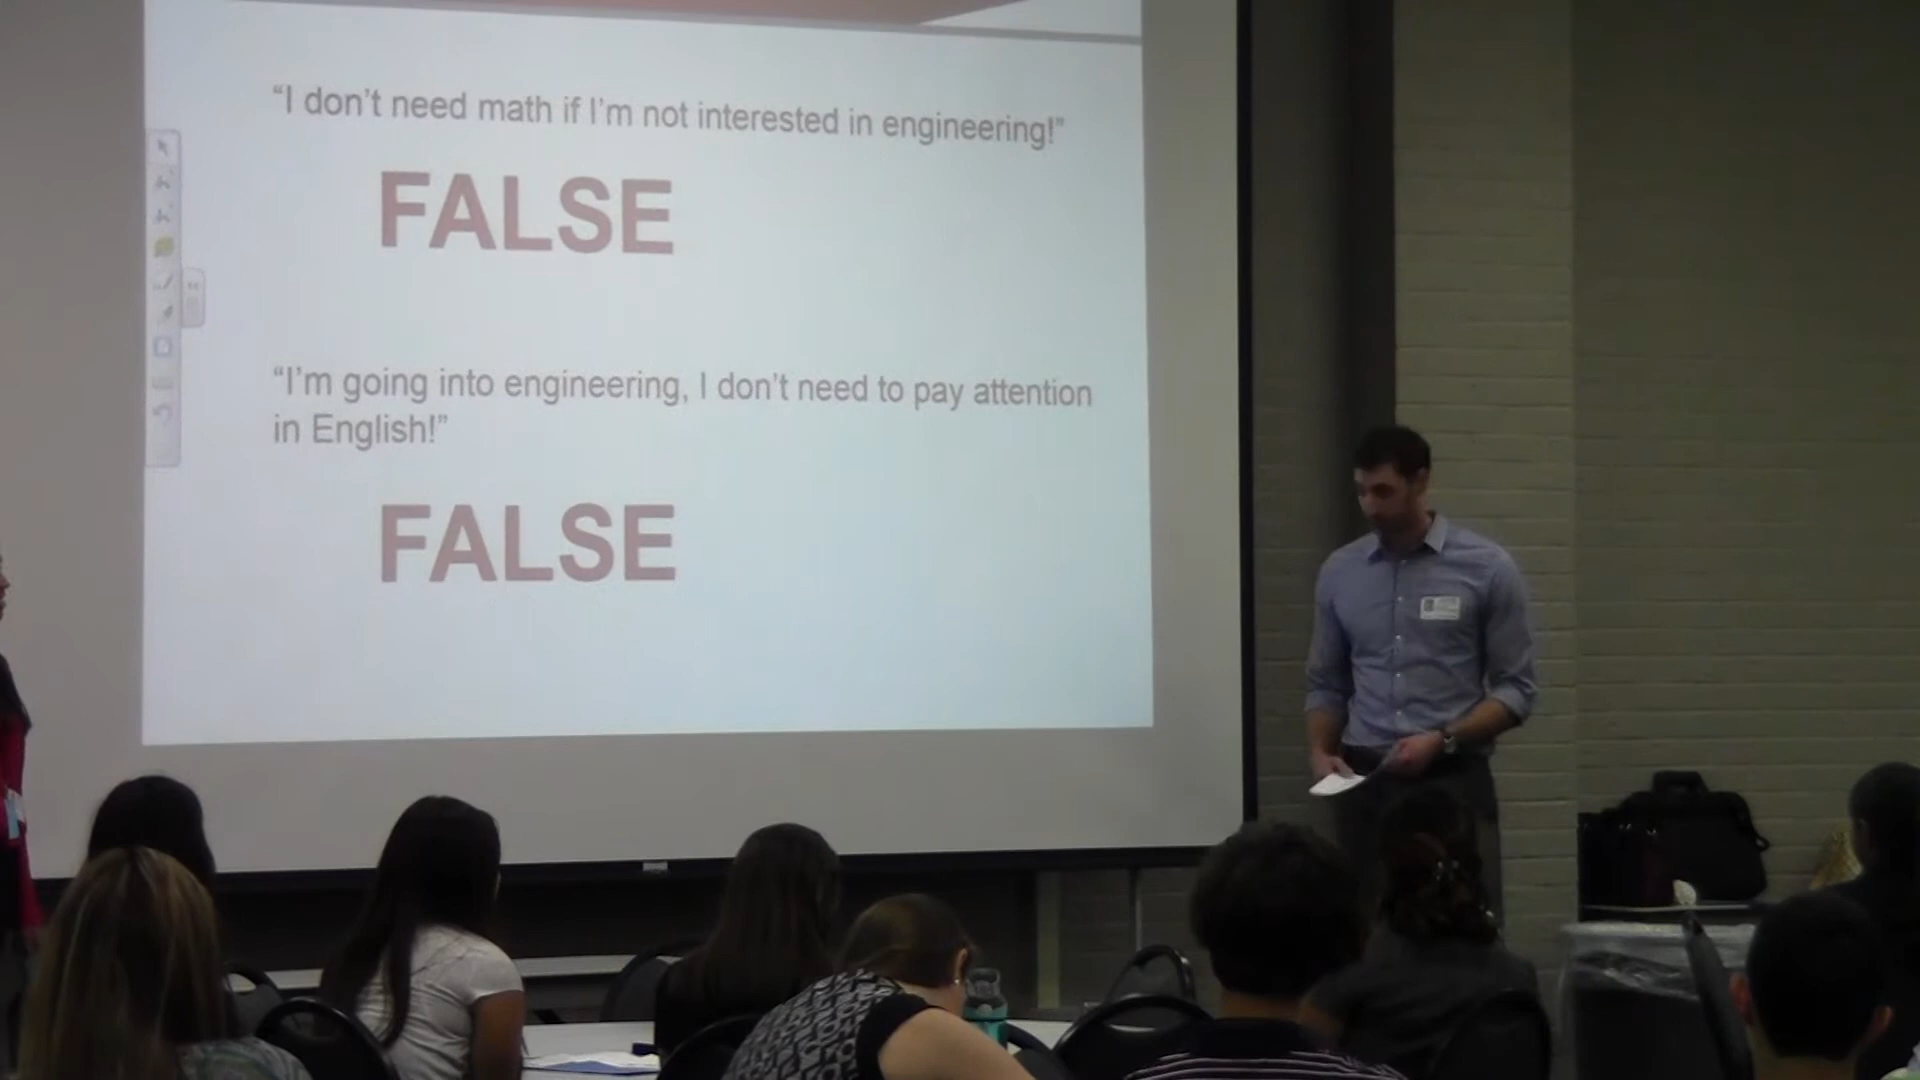 “I don’t need math if I’m not interested in engineering!”
FALSE
“I’m going into engineering, I don’t need to pay attention
in English!”
FALSE